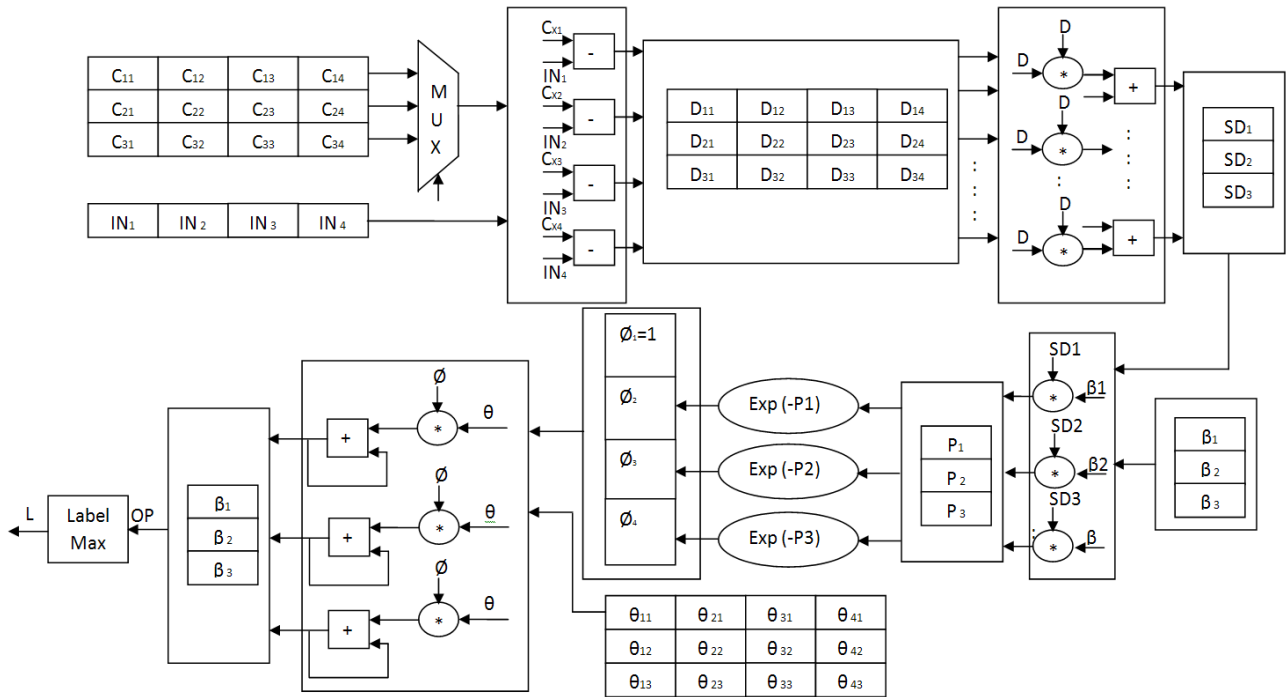 C11 C12 C13 C14
C21 C22 C23 C24
C31 C32 C33 C34
M
U
X
IN1 IN2 IN3 IN4
CX1
-
IN1
CX2
-
IN2
CX3
-
IN3
CX4
-
IN4
D11 D12 D13 D14
D21 D22 D23 D24
D31 D32 D33 D34
D
D *
+
D
D *
D
D *
+
SD1
SD2
SD3
Ø1=1
Ø2
Ø3
Ø4
Exp (-P1)
Exp (-P2)
Exp (-P3)
P1
P2
P3
SD1
* β1
SD2
* β2
SD3
* β
β1
β2
β3
Ø
+ * θ
Ø
+ * θ
Ø
+ * θ
β1
β2
β3
OP
Label
Max
L
θ11 θ21 θ31 θ41
θ12 θ22 θ32 θ42
θ13 θ23 θ33 θ43